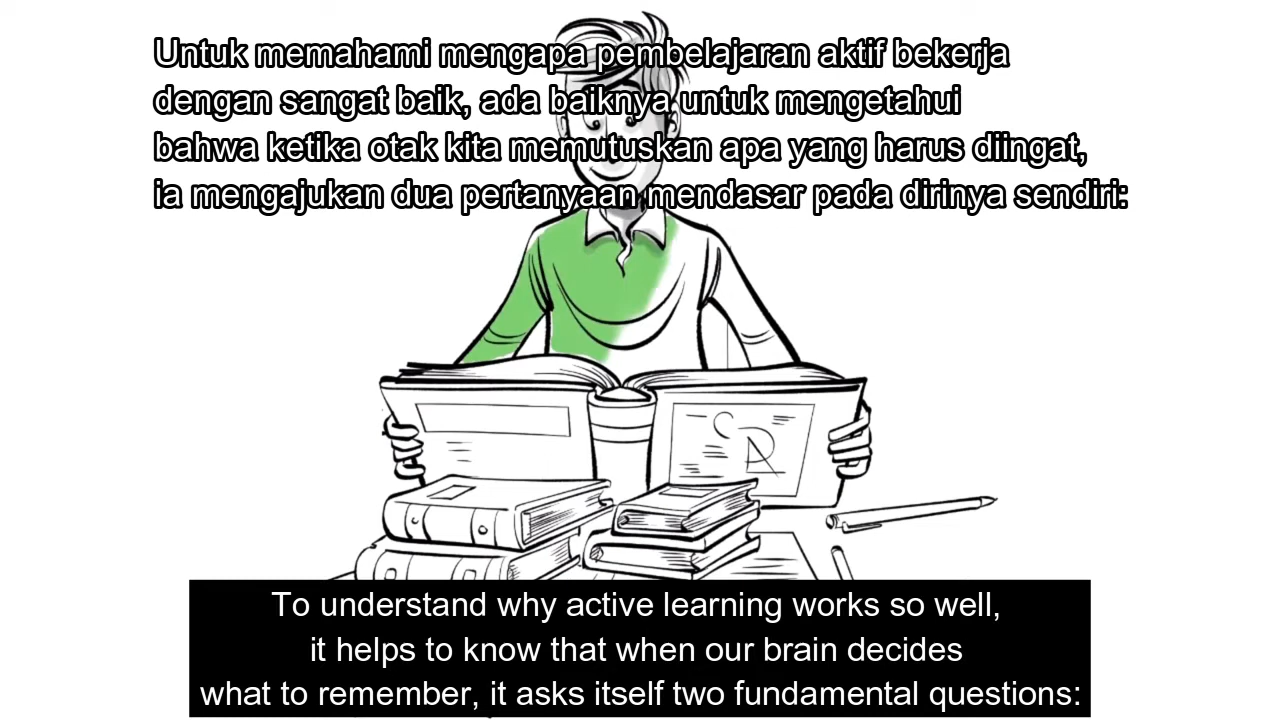 Untuk memahami mengapa pembelajaran aktif bekerja
dengan sangat baik, ada baiknya untuk mengetahui
bahwa ketika otak kita memutuskan apa yang harus diingat,
ia mengajukan dua pertanyaan mendasar pada dirinya sendiri:
To understand why active learning works so well,
it helps to know that when our brain decides
what to remember, it asks itself two fundamental questions: